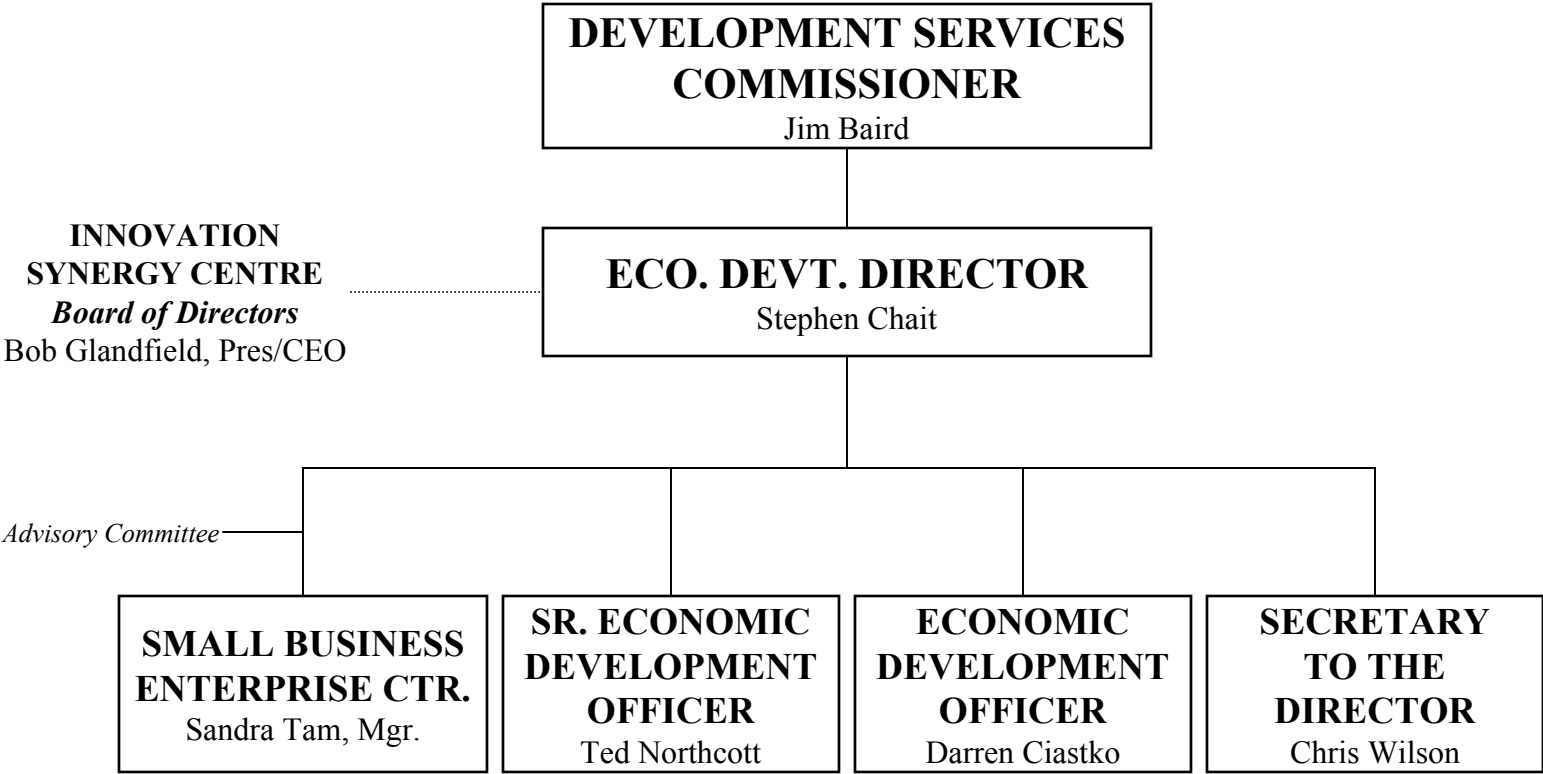 DEVELOPMENT SERVICES
COMMISSIONER
Jim Baird
INNOVATION
SYNERGY CENTRE
Board of Directors
Bob Glandfield, Pres/CEO
ECO. DEVT. DIRECTOR
Stephen Chait
Advisory Committee
SMALL BUSINESS
ENTERPRISE CTR.
Sandra Tam, Mgr.
SR. ECONOMIC
DEVELOPMENT
OFFICER
Ted Northcott
ECONOMIC
DEVELOPMENT
OFFICER
Darren Ciastko
SECRETARY
TO THE
DIRECTOR
Chris Wilson